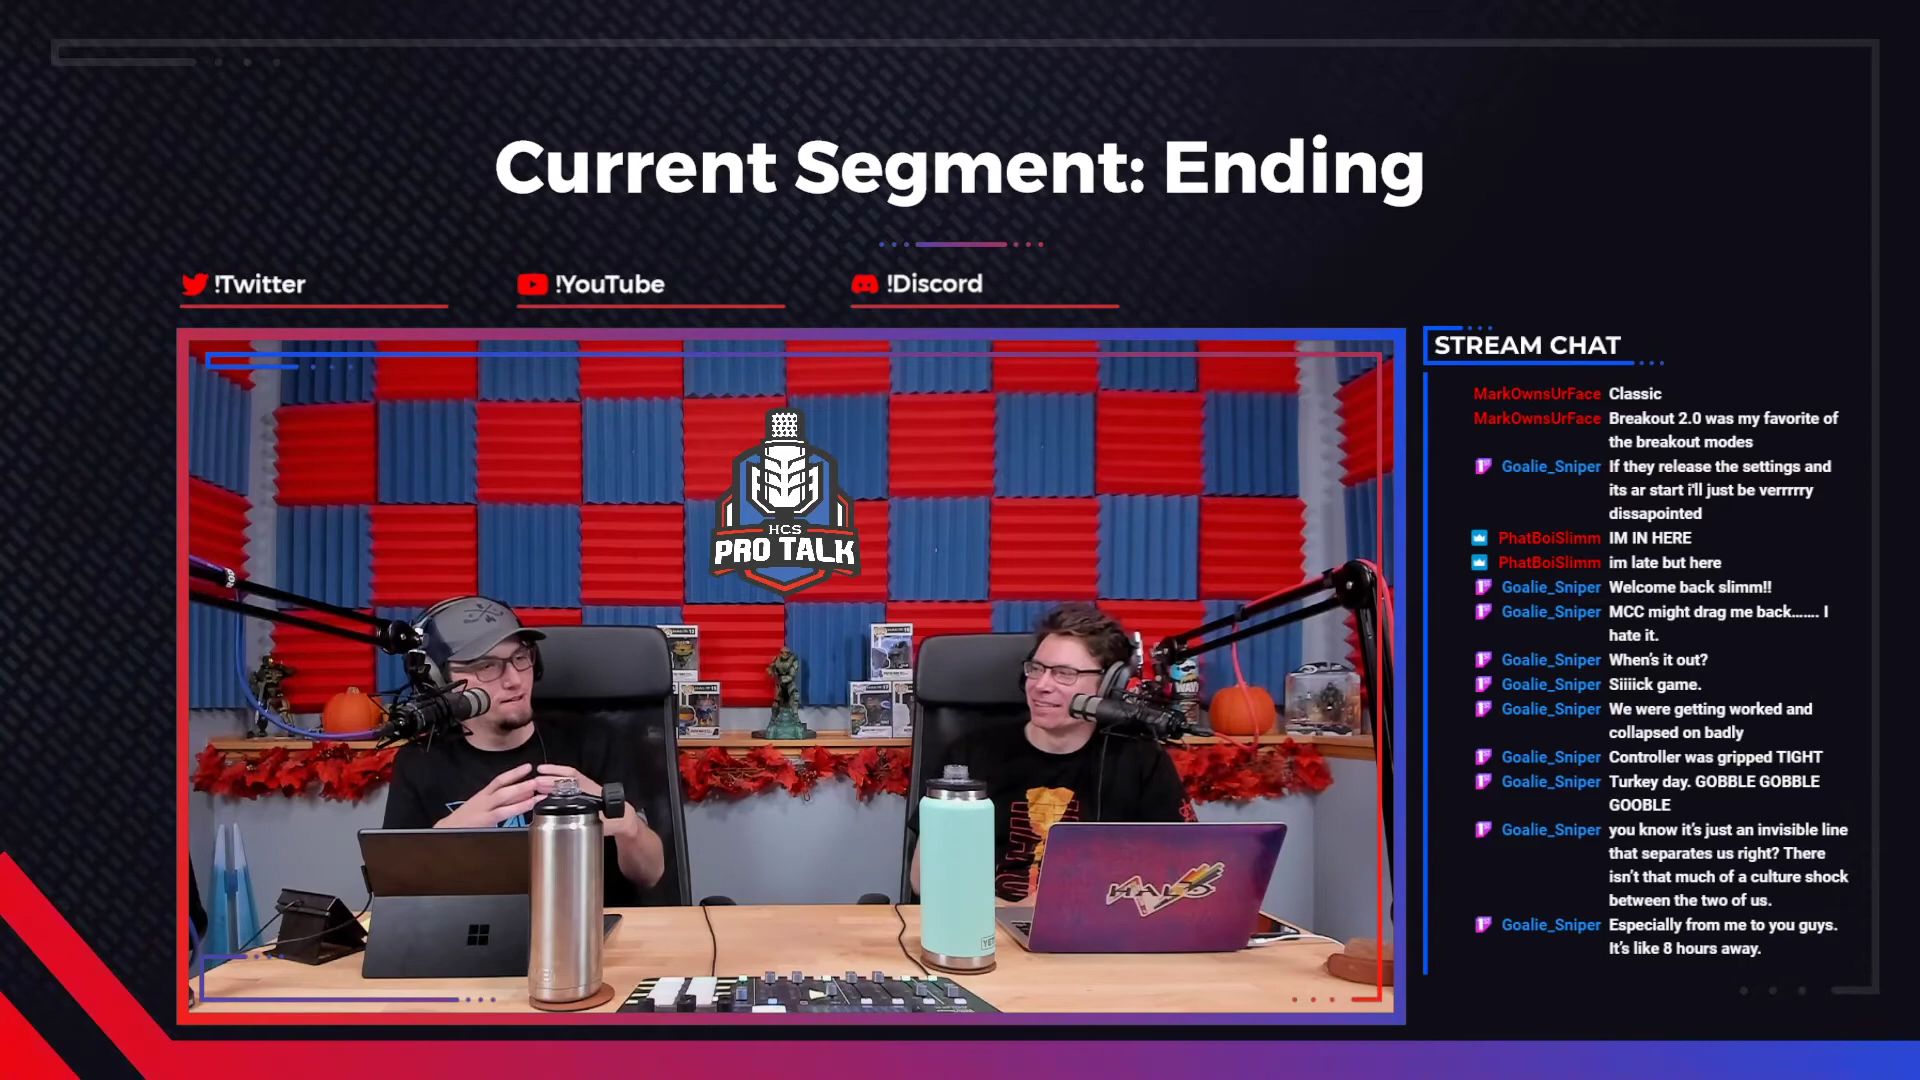 Current Segment: Ending
!Twitter
!YouTube
!Discord
STREAM CHAT
MarkOwnsUrFace Classic
MarkOwnsUrFace Breakout 2.0 was my favorite of
the breakout modes
Goalie_Sniper If they release the settings and
its ar start i'll just be verrrrry
dissapointed
PhatBoiSlimm IM IN HERE
PhatBoiSlimm im late but here
Goalie_Sniper Welcome back slimm!!
Goalie_Sniper MCC might drag me back....... I
hate it.
Goalie_Sniper When's it out?
Goalie_Sniper Siiiick game.
Goalie_Sniper We were getting worked and
collapsed on badly
Goalie_Sniper Controller was gripped TIGHT
Goalie_Sniper Turkey day. GOBBLE GOBBLE
GOOBLE
Goalie_Sniper you know it's just an invisible line
that separates us right? There
isn't that much of a culture shock
between the two of us.
Goalie_Sniper Especially from me to you guys.
It's like 8 hours away.
HCS
PRO TALK
HALO
YETI